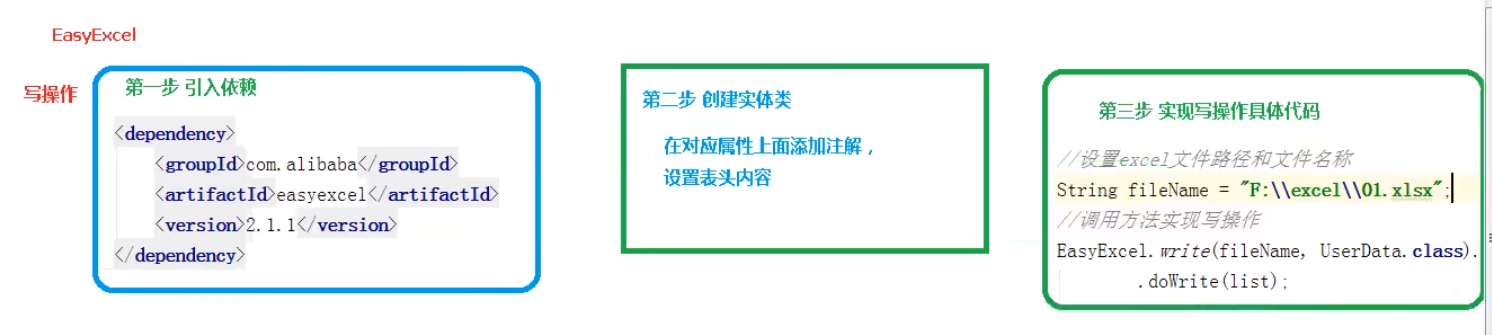 EasyExcel
写操作
第一步 引入依赖
<dependency>
<groupId>com.alibaba</groupId>
<artifactId>easyexcel</artifactId>
<version>2.1.1</version>
</dependency>
第二步 创建实体类
在对应属性上面添加注解，
设置表头内容
第三步 实现写操作具体代码
//设置excel文件路径和文件名称
String fileName = "F:\\excel\\01.xlsx";
//调用方法实现写操作
EasyExcel.write(fileName, UserData.class).
.doWrite(list);